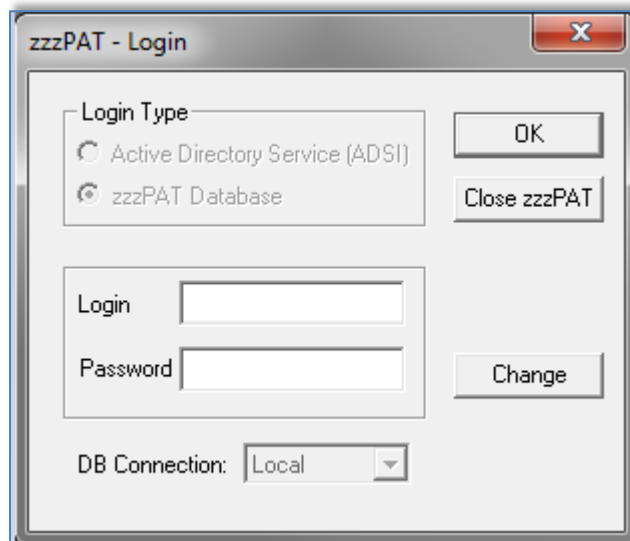 zzzPAT - Login
Login Type
Active Directory Service (ADSI)
zzzPAT Database
OK
Close zzzPAT
Login
Password
Change
DB Connection: Local